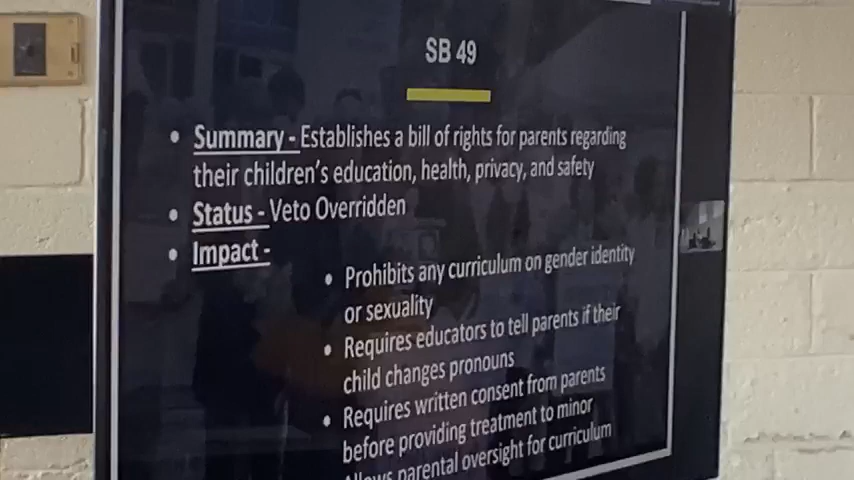 SB 49
• Summary - Establishes a bill of rights for parents regarding
their children's education, health, privacy, and safety
• Status - Veto Overridden
• Impact -
• Prohibits any curriculum on gender identity
or sexuality
• Requires educators to tell parents if their
child changes pronouns
• Requires written consent from parents
before providing treatment to minor
Allows parental oversight for curriculum